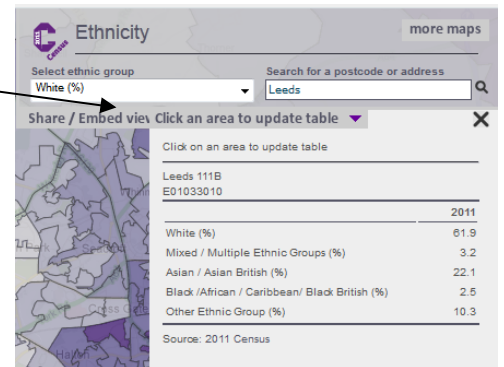 2011
Census
Ethnicity
more maps
Select ethnic group
Search for a postcode or address
White (%)
Leeds
Share / Embed view
Click an area to update table
Click on an area to update table
Leeds 111B
E01033010
2011
White (%) 61.9
Mixed / Multiple Ethnic Groups (%) 3.2
Asian / Asian British (%) 22.1
Black /African / Caribbean/ Black British (%) 2.5
Other Ethnic Group (%) 10.3
Source: 2011 Census
Halton